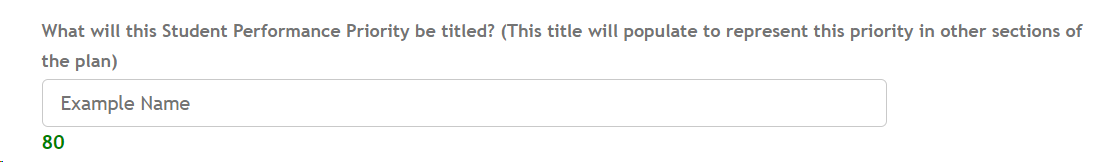 What will this Student Performance Priority be titled? (This title will populate to represent this priority in other sections of
the plan)
Example Name
80